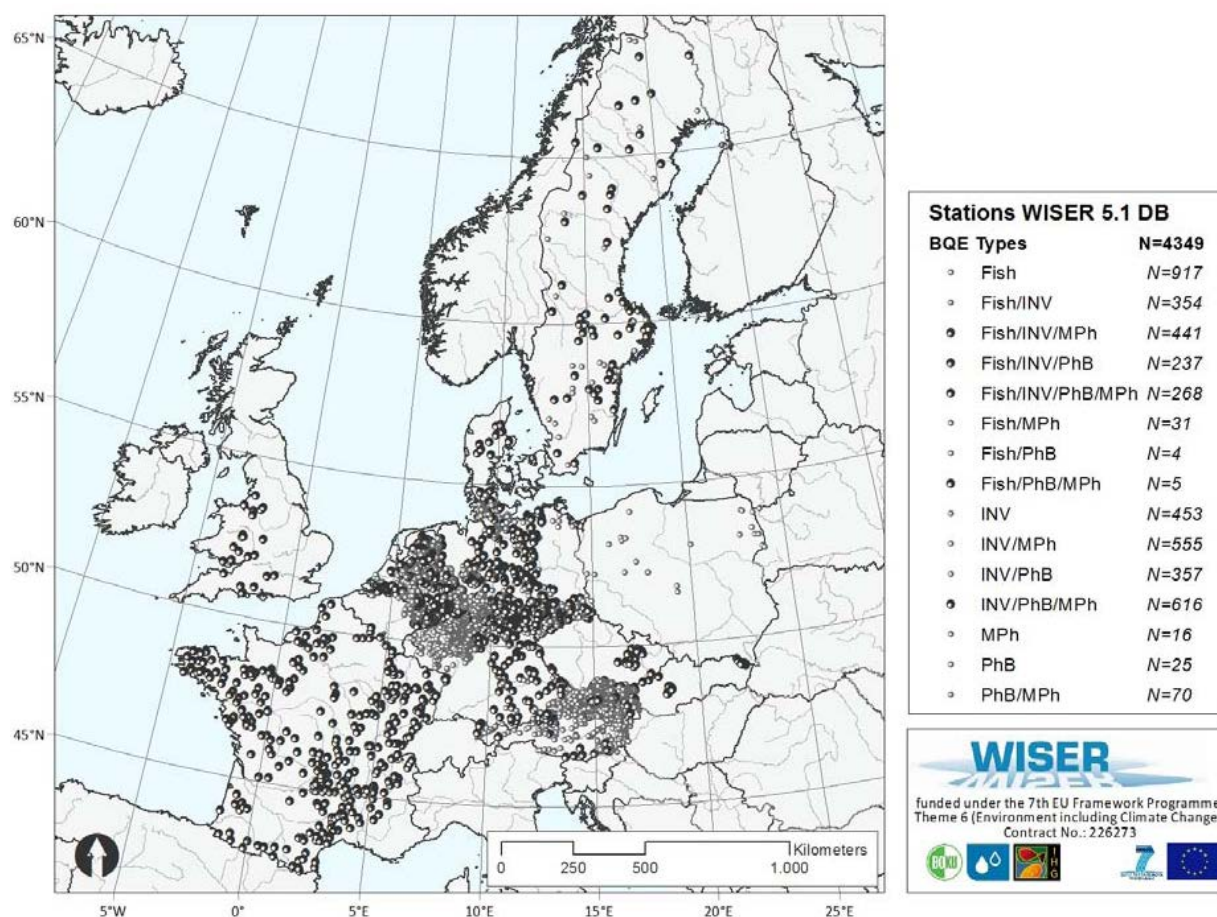 65°N
60°N
55°N
50°N
45°N
5°W 0° 5°E 10°E 15°E 20°E 25°E
Kilometers
0 250 500 1.000
Stations WISER 5.1 DB
BQE Types N=4349
Fish N=917
Fish/INV N=354
Fish/INV/MPh N=441
Fish/INV/PhB N=237
Fish/INV/PhB/MPh N=268
Fish/MPh N=31
Fish/PhB N=4
Fish/PhB/MPh N=5
INV N=453
INV/MPh N=555
INV/PhB N=357
INV/PhB/MPh N=616
MPh N=16
PhB N=25
PhB/MPh N=70
WISER
funded under the 7th EU Framework Programme
Theme 6 (Environment including Climate Change
Contract No.: 226273
BOKU
IHG
7